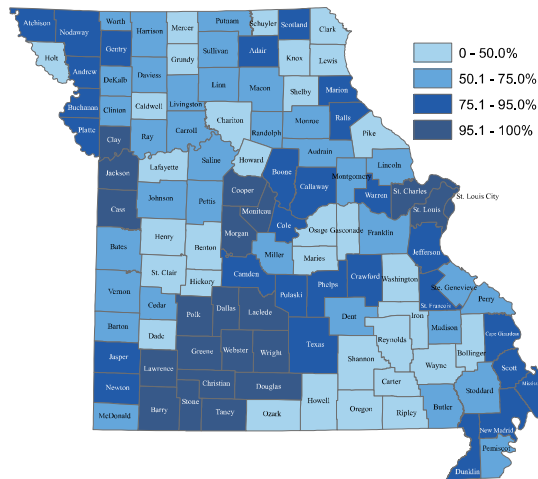 Atchison
Nodaway
Worth
Harrison
Mercer
Putnam
Schuyler
Scotland
Clark
Holt
Gentry
Grundy
Sullivan
Adair
Knox
Lewis
Andrew
DeKalb
Daviess
Linn
Macon
Shelby
Marion
Buchanan
Clinton
Caldwell
Livingston
Chariton
Randolph
Monroe
Ralls
Platte
Clay
Ray
Carroll
Pike
Jackson
Lafayette
Saline
Howard
Boone
Audrain
Callaway
Montgomery
Lincoln
Warren
St. Charles
St. Louis City
St. Louis
Cass
Johnson
Pettis
Cooper
Moniteau
Cole
Osage
Gasconade
Franklin
Jefferson
Bates
Henry
Benton
Morgan
Miller
Maries
St. Clair
Hickory
Camden
Pulaski
Phelps
Crawford
Washington
Ste. Genevieve
St. Francois
Perry
Vernon
Cedar
Polk
Dallas
Laclede
Dent
Iron
Madison
Cape Girardeau
Barton
Dade
Greene
Webster
Wright
Texas
Shannon
Reynolds
Wayne
Bollinger
Scott
Jasper
Lawrence
Christian
Douglas
Carter
Stoddard
Newton
McDonald
Barry
Stone
Taney
Ozark
Howell
Oregon
Ripley
Butler
New Madrid
Pemiscot
Dunklin
0 - 50.0%
50.1 - 75.0%
75.1 - 95.0%
95.1 - 100%